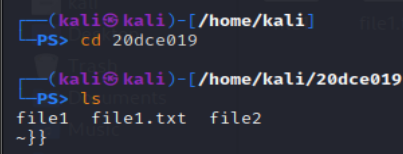 ┌──(kali㉿kali)-[/home/kali]
└─PS> cd 20dce019
┌──(kali㉿kali)-[/home/kali/20dce019
└─PS> ls
file1  file1.txt  file2
~}}